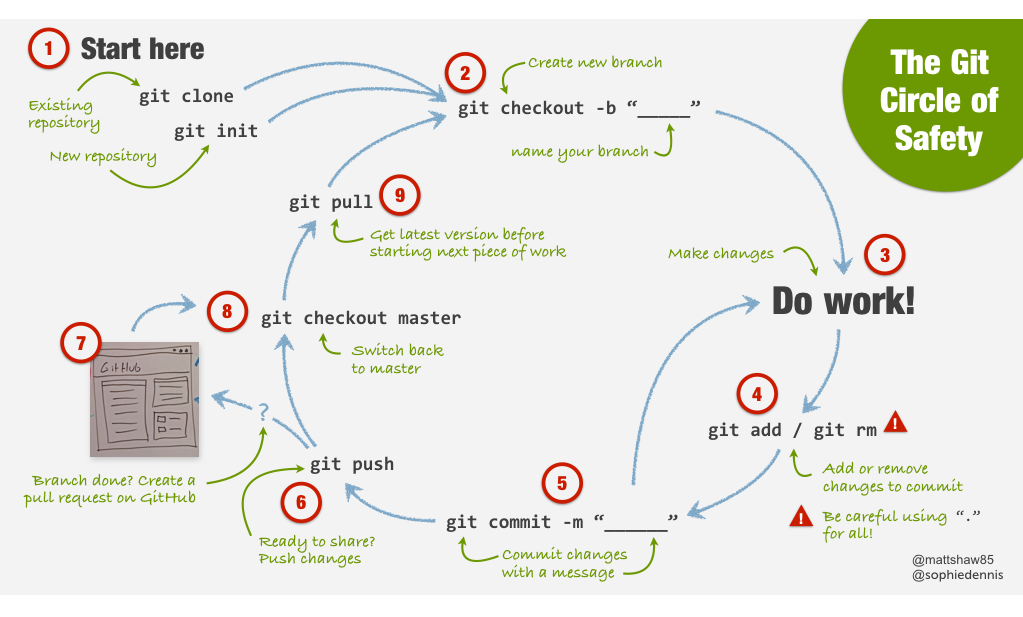 1 Start here
git clone
Existing
repository
git init
New repository
2
Create new branch
git checkout -b “_____”
name your branch
The Git
Circle of
Safety
git pull 9
Get latest version before
starting next piece of work
Make changes
3
Do work!
8 git checkout master
Switch back
to master
7
GitHub
?
Branch done? Create a
pull request on GitHub
4
git add / git rm
!
Add or remove
changes to commit
! Be careful using “.”
for all!
5
git commit -m “______”
Commit changes
with a message
git push
6
Ready to share?
Push changes
@mattshaw85
@sophiedennis